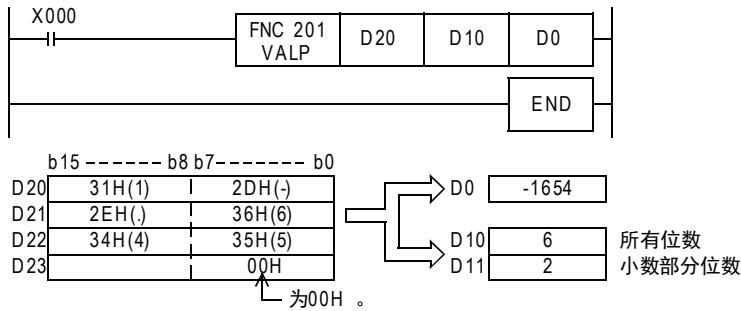 X000
FNC 201
VALP
D20
D10
D0
END
b15 b8 b7 b0
D20 31H(1) 2DH(-)
D21 2EH(.) 36H(6)
D22 34H(4) 35H(5)
D23 00H
D0 -1654
D10 6 所有位数
D11 2 小数部分位数
为00H 。